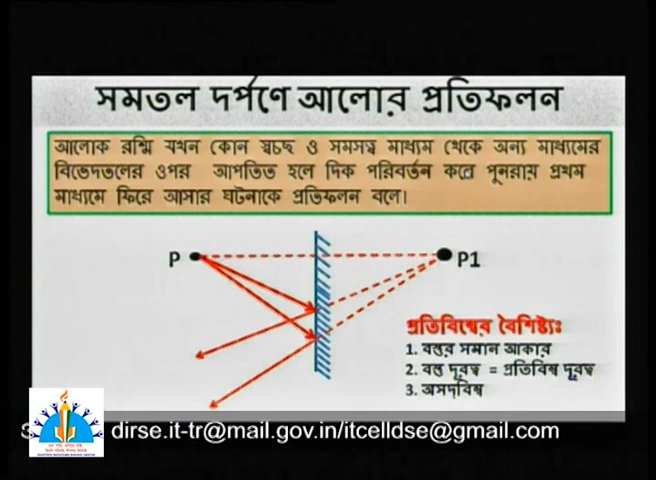 সমতল দর্পণে আলোর প্রতিফলন
আলোক রশ্মি যখন কোন স্বচ্ছ ও সমসত্ব মাধ্যম থেকে অন্য মাধ্যমের
বিভেদতলের ওপর আপতিত হলে দিক পরিবর্তন করে পুনরায় প্রথম
মাধ্যমে ফিরে আসার ঘটনাকে প্রতিফলন বলে।
P
P1
প্রতিবিম্বের বৈশিষ্ট্যঃ
1. বস্তুর সমান আকার
2. বস্তু দূরত্ব = প্রতিবিম্ব দূরত্ব
3. অসদ্‌বিম্ব
dirse.it-tr@mail.gov.in/itcelldse@gmail.com